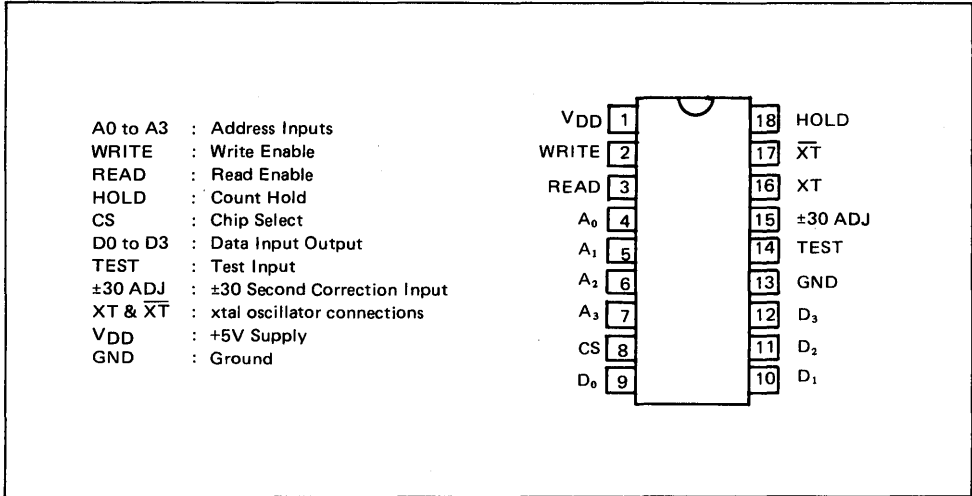 A0 to A3 : Address Inputs
WRITE : Write Enable
READ : Read Enable
HOLD : Count Hold
CS : Chip Select
D0 to D3 : Data Input Output
TEST : Test Input
±30 ADJ : ±30 Second Correction Input
XT & X̅T̅ : xtal oscillator connections
VDD : +5V Supply
GND : Ground
VDD 1 18 HOLD
WRITE 2 17 X̅T̅
READ 3 16 XT
A₀ 4 15 ±30 ADJ
A₁ 5 14 TEST
A₂ 6 13 GND
A₃ 7 12 D₃
CS 8 11 D₂
D₀ 9 10 D₁